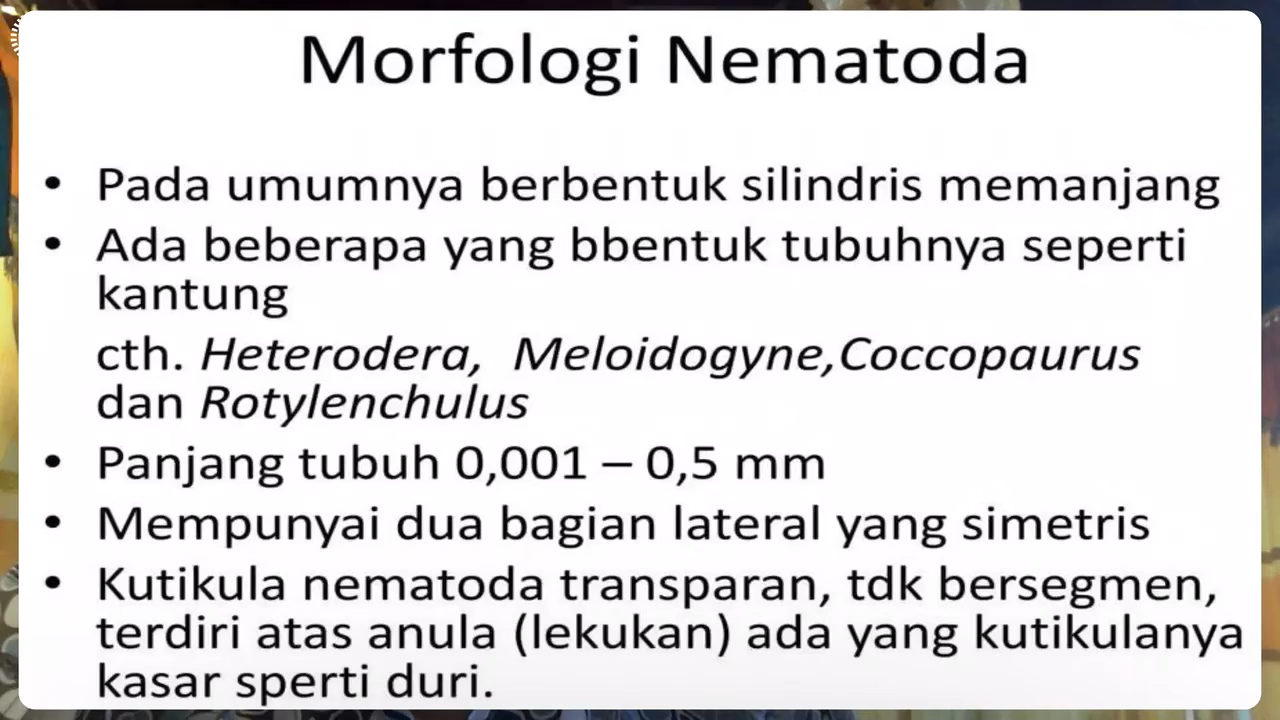 Morfologi Nematoda
• Pada umumnya berbentuk silindris memanjang
• Ada beberapa yang bbentuk tubuhnya seperti
kantung
cth. Heterodera, Meloidogyne,Coccopaurus
dan Rotylenchulus
• Panjang tubuh 0,001 – 0,5 mm
• Mempunyai dua bagian lateral yang simetris
• Kutikula nematoda transparan, tdk bersegmen,
terdiri atas anula (lekukan) ada yang kutikulanya
kasar sperti duri.